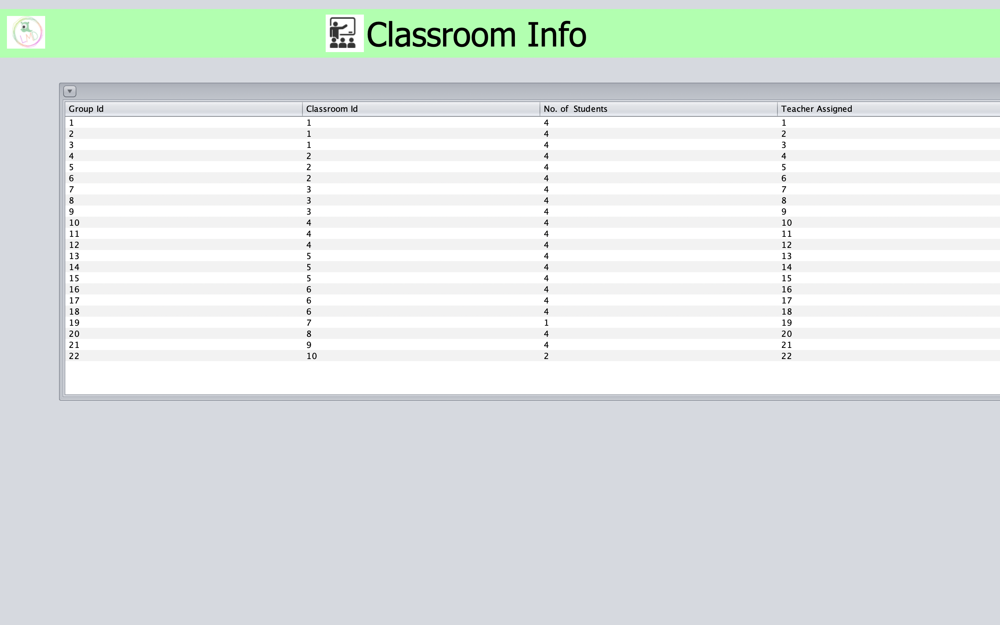 LMD
Classroom Info
Group Id Classroom Id No. of Students Teacher Assigned
1 1 4 1
2 1 4 2
3 1 4 3
4 2 4 4
5 2 4 5
6 2 4 6
7 3 4 7
8 3 4 8
9 3 4 9
10 4 4 10
11 4 4 11
12 4 4 12
13 5 4 13
14 5 4 14
15 5 4 15
16 6 4 16
17 6 4 17
18 6 4 18
19 7 1 19
20 8 4 20
21 9 4 21
22 10 2 22